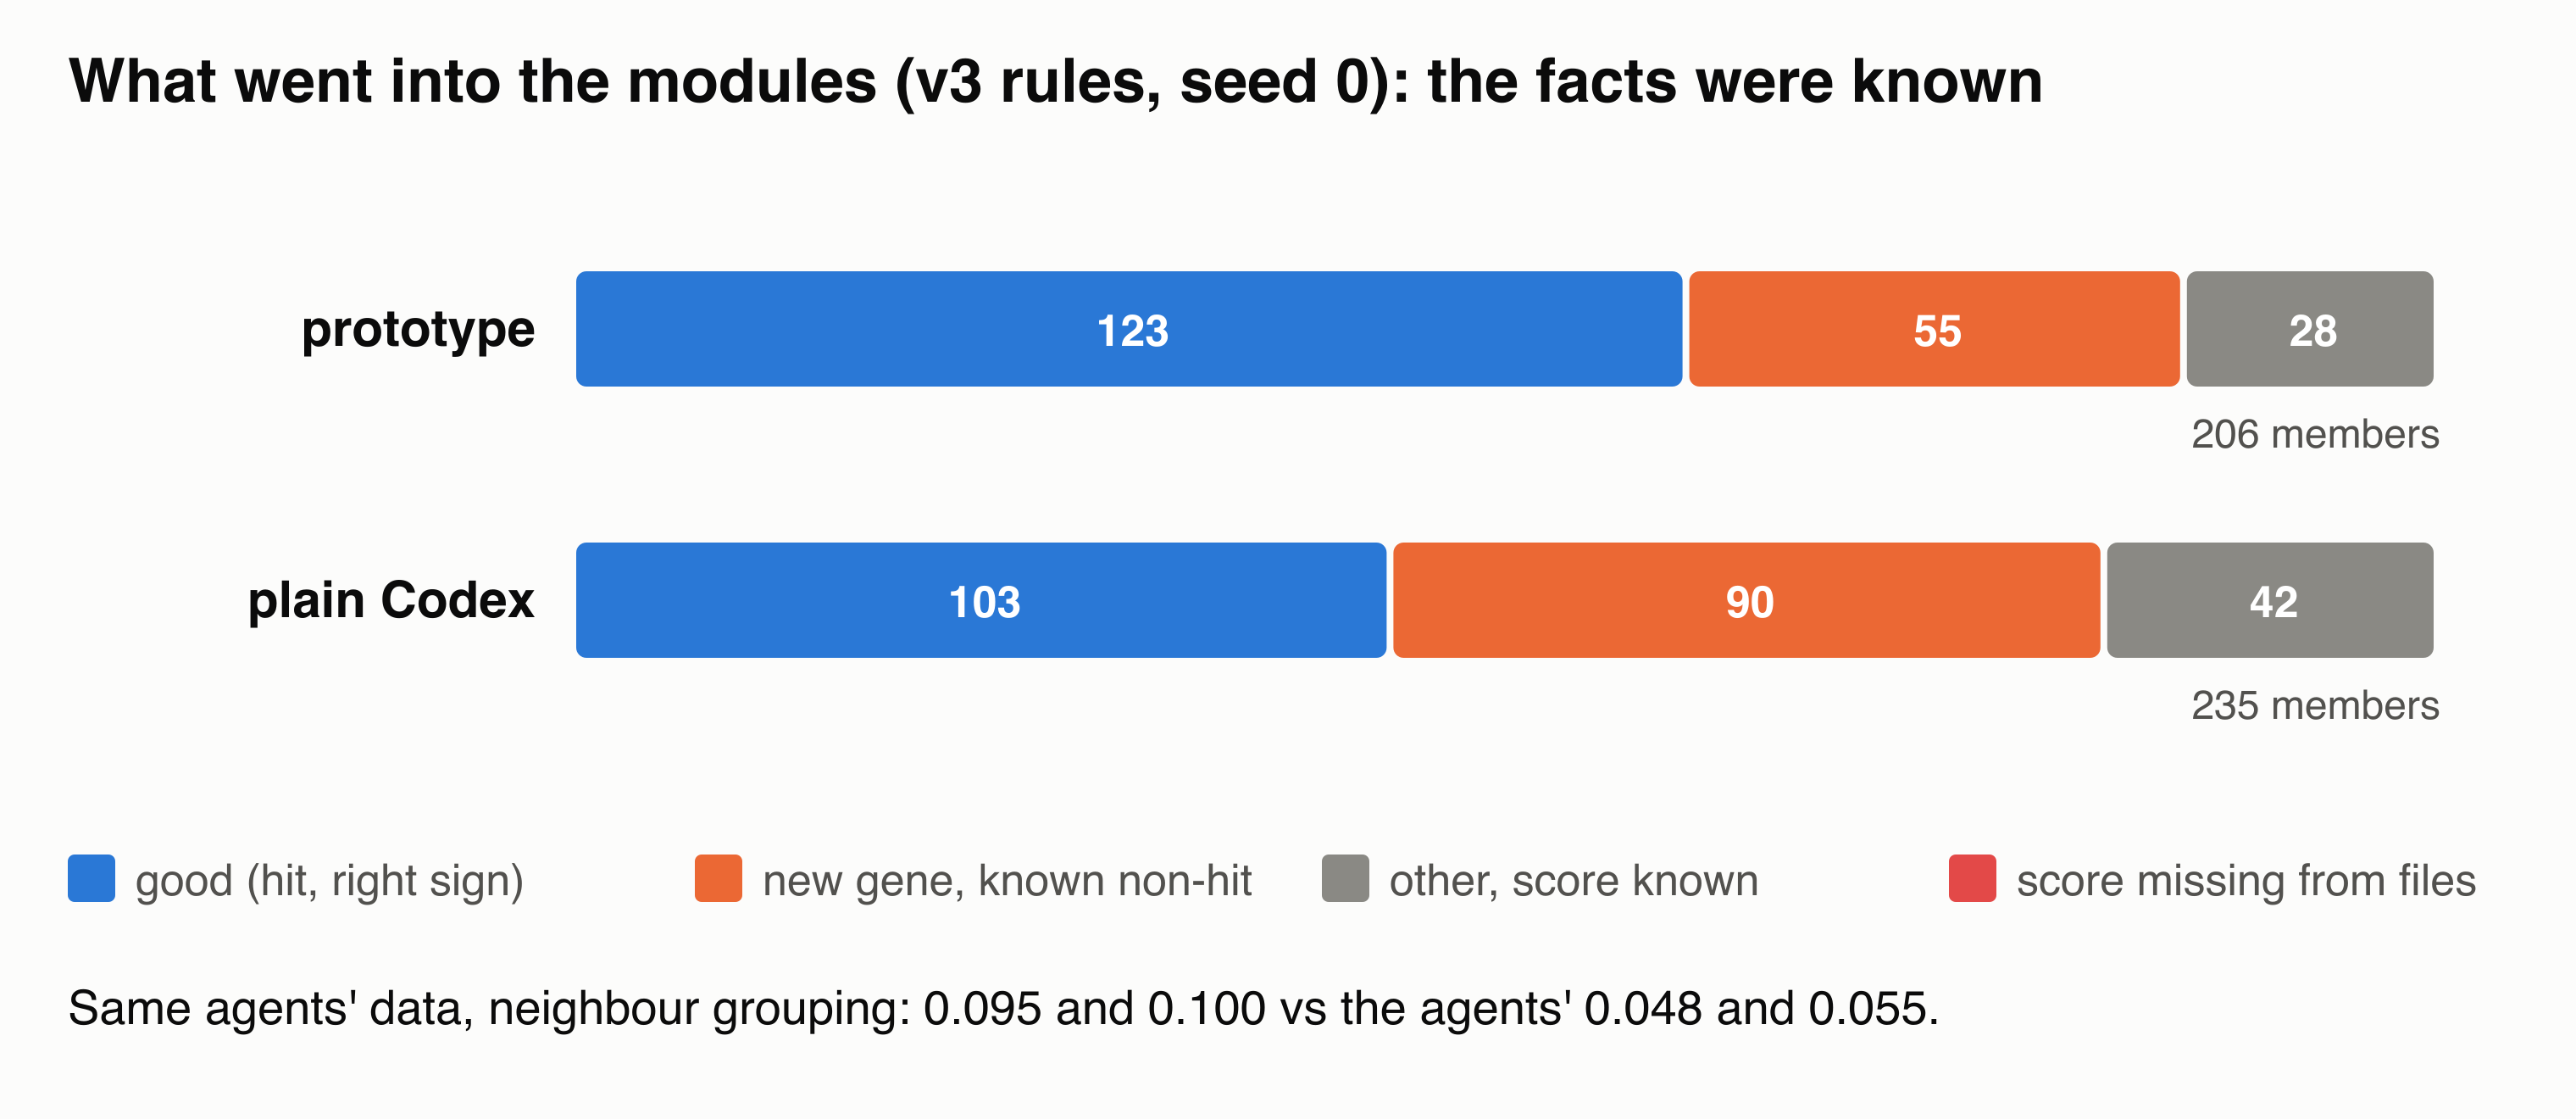 What went into the modules (v3 rules, seed 0): the facts were known
prototype
123
55
28
206 members
plain Codex
103
90
42
235 members
good (hit, right sign)
new gene, known non-hit
other, score known
score missing from files
Same agents' data, neighbour grouping: 0.095 and 0.100 vs the agents' 0.048 and 0.055.